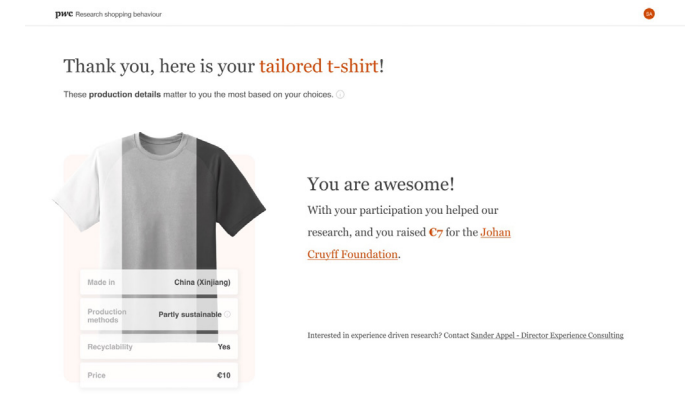 pwc Research shopping behaviour
SA
Thank you, here is your tailored t-shirt!
These production details matter to you the most based on your choices.
You are awesome!
With your participation you helped our
research, and you raised €7 for the Johan
Cruyff Foundation.
Made in China (Xinjiang)
Production
methods Partly sustainable
Recyclability Yes
Price €10
Interested in experience driven research? Contact Sander Appel - Director Experience Consulting